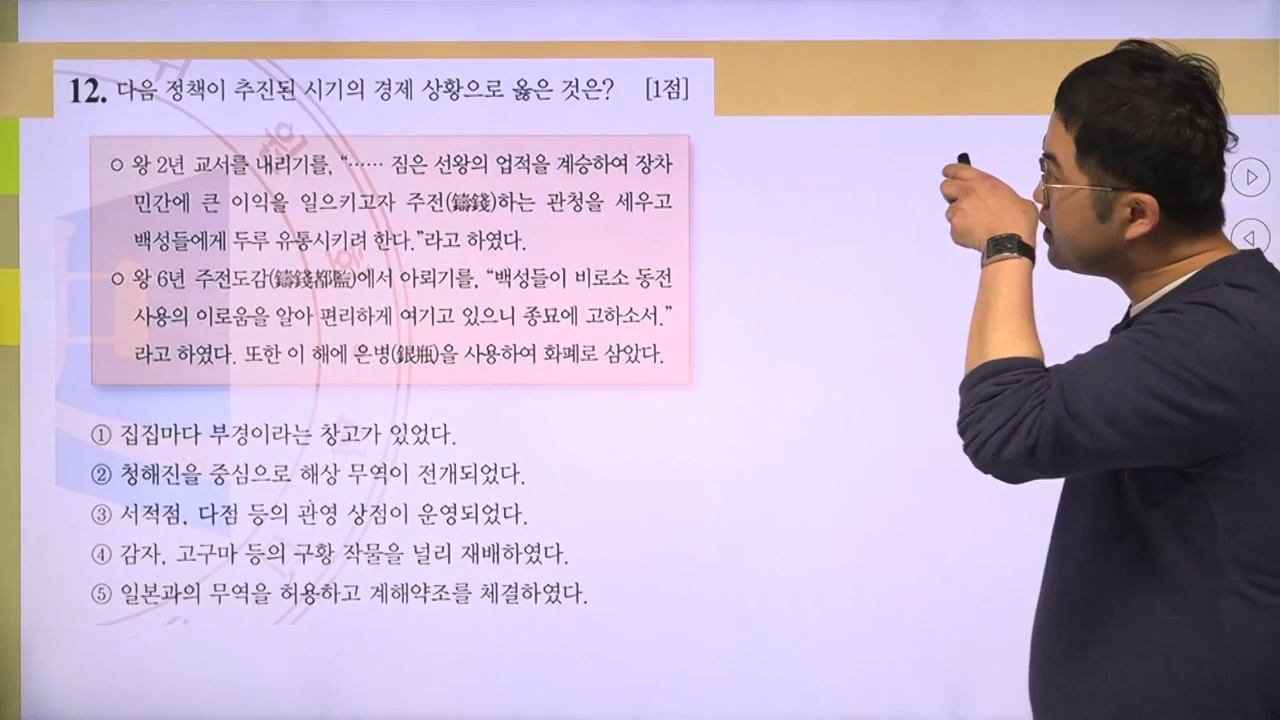 12. 다음 정책이 추진된 시기의 경제 상황으로 옳은 것은? [1점]
○ 왕 2년 교서를 내리기를, “…… 짐은 선왕의 업적을 계승하여 장차
민간에 큰 이익을 일으키고자 주전(鑄錢)하는 관청을 세우고
백성들에게 두루 유통시키려 한다.”라고 하였다.
○ 왕 6년 주전도감(鑄錢都監)에서 아뢰기를, “백성들이 비로소 동전
사용의 이로움을 알아 편리하게 여기고 있으니 종묘에 고하소서.”
라고 하였다. 또한 이 해에 은병(銀甁)을 사용하여 화폐로 삼았다.
① 집집마다 부경이라는 창고가 있었다.
② 청해진을 중심으로 해상 무역이 전개되었다.
③ 서적점, 다점 등의 관영 상점이 운영되었다.
④ 감자, 고구마 등의 구황 작물을 널리 재배하였다.
⑤ 일본과의 무역을 허용하고 계해약조를 체결하였다.